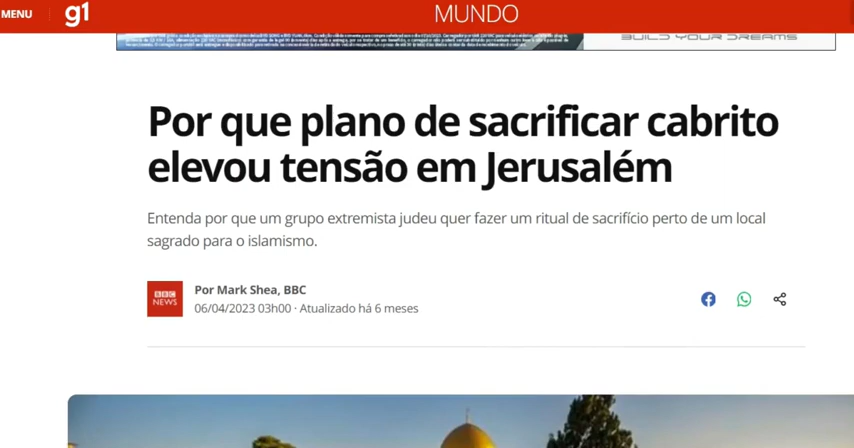 MENU
g1
MUNDO
BUILD YOUR DREAMS
Por que plano de sacrificar cabrito
elevou tensão em Jerusalém
Entenda por que um grupo extremista judeu quer fazer um ritual de sacrifício perto de um local
sagrado para o islamismo.
BBC
NEWS
Por Mark Shea, BBC
06/04/2023 03h00 · Atualizado há 6 meses